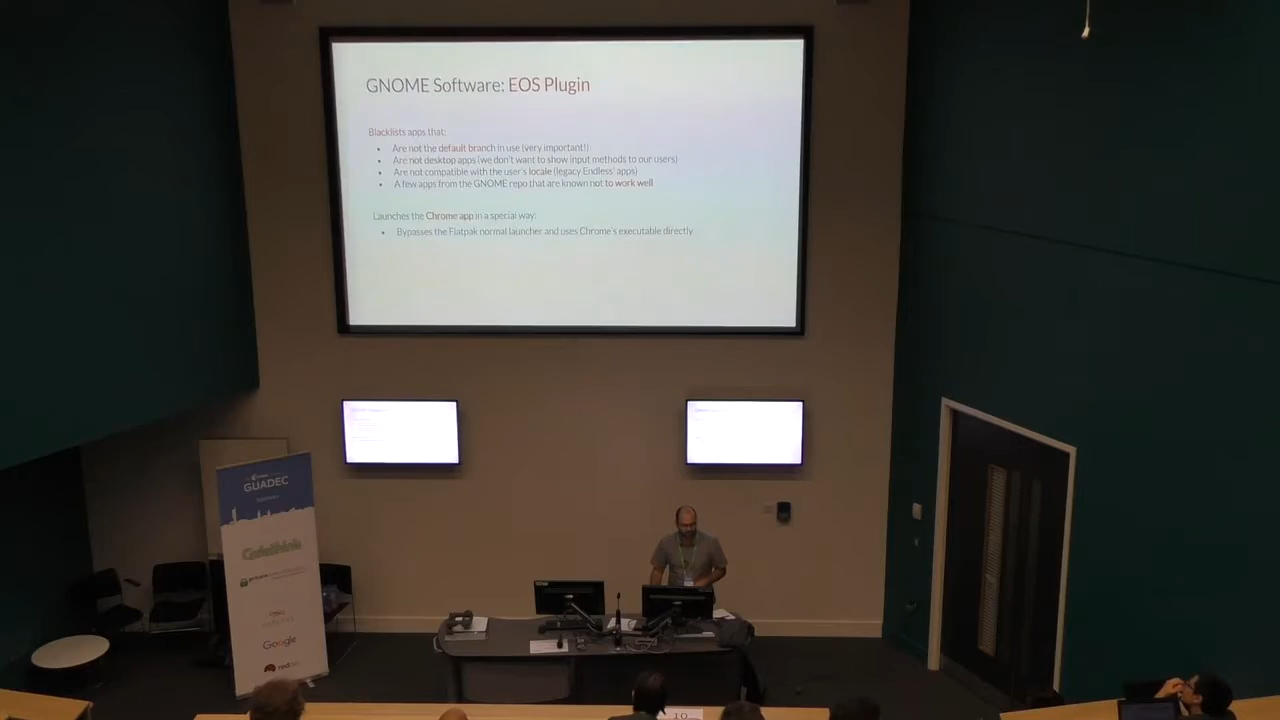 GNOME Software: EOS Plugin
Blacklists apps that:
• Are not the default branch in use (very important!)
• Are not desktop apps (we don't want to show input methods to our users)
• Are not compatible with the user's locale (legacy Endless' apps)
• A few apps from the GNOME repo that are known not to work well
Launches the Chrome app in a special way:
• Bypasses the Flatpak normal launcher and uses Chrome's executable directly
GUADEC
Codethink
Google
10